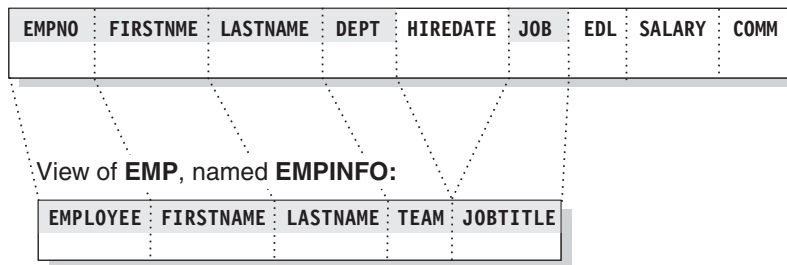 EMPNO FIRSTNME LASTNAME DEPT HIREDATE JOB EDL SALARY COMM
View of EMP, named EMPINFO:
EMPLOYEE FIRSTNAME LASTNAME TEAM JOBTITLE